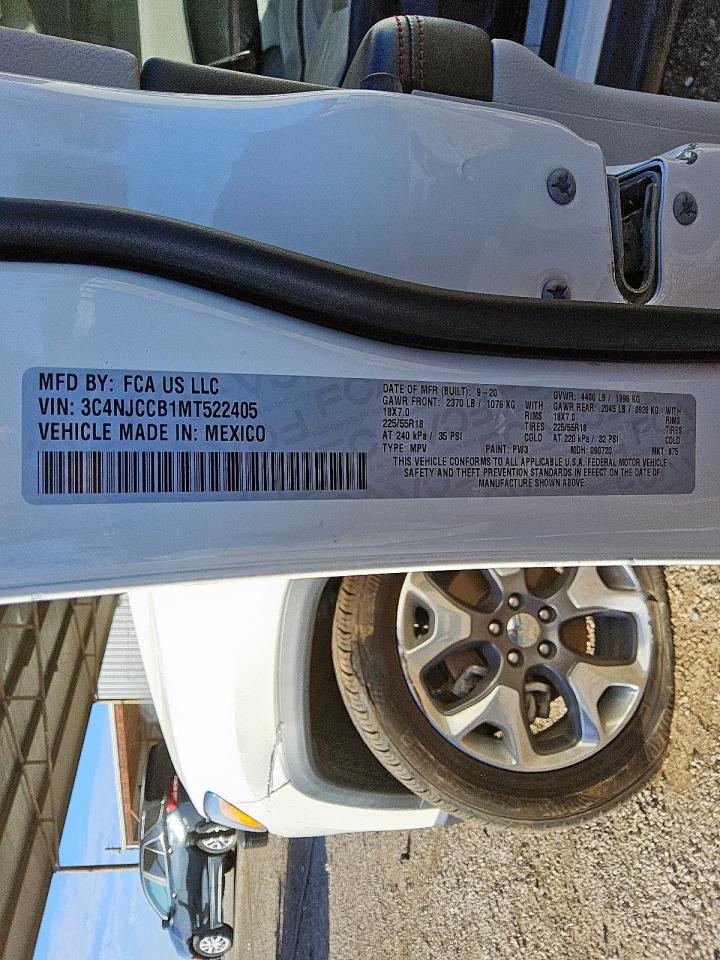 MFD BY: FCA US LLC
VIN: 3C4NJCCB1MT522405
VEHICLE MADE IN: MEXICO
DATE OF MFR (BUILT): 9-20
GVWR: 4400 LB / 1996 KG
GAWR FRONT: 2370 LB / 1076 KG WITH
GAWR REAR: 2045 LB / 0928 KG WITH
18X7.0 RIMS
18X7.0 RIMS
225/55R18 TIRES
225/55R18 TIRES
AT 240 kPa / 35 PSI COLD
AT 220 kPa / 32 PSI COLD
TYPE: MPV PAINT: PW3 MDH: 090720 MKT: 875
THIS VEHICLE CONFORMS TO ALL APPLICABLE U.S.A. FEDERAL MOTOR VEHICLE
SAFETY AND THEFT PREVENTION STANDARDS IN EFFECT ON THE DATE OF
MANUFACTURE SHOWN ABOVE.